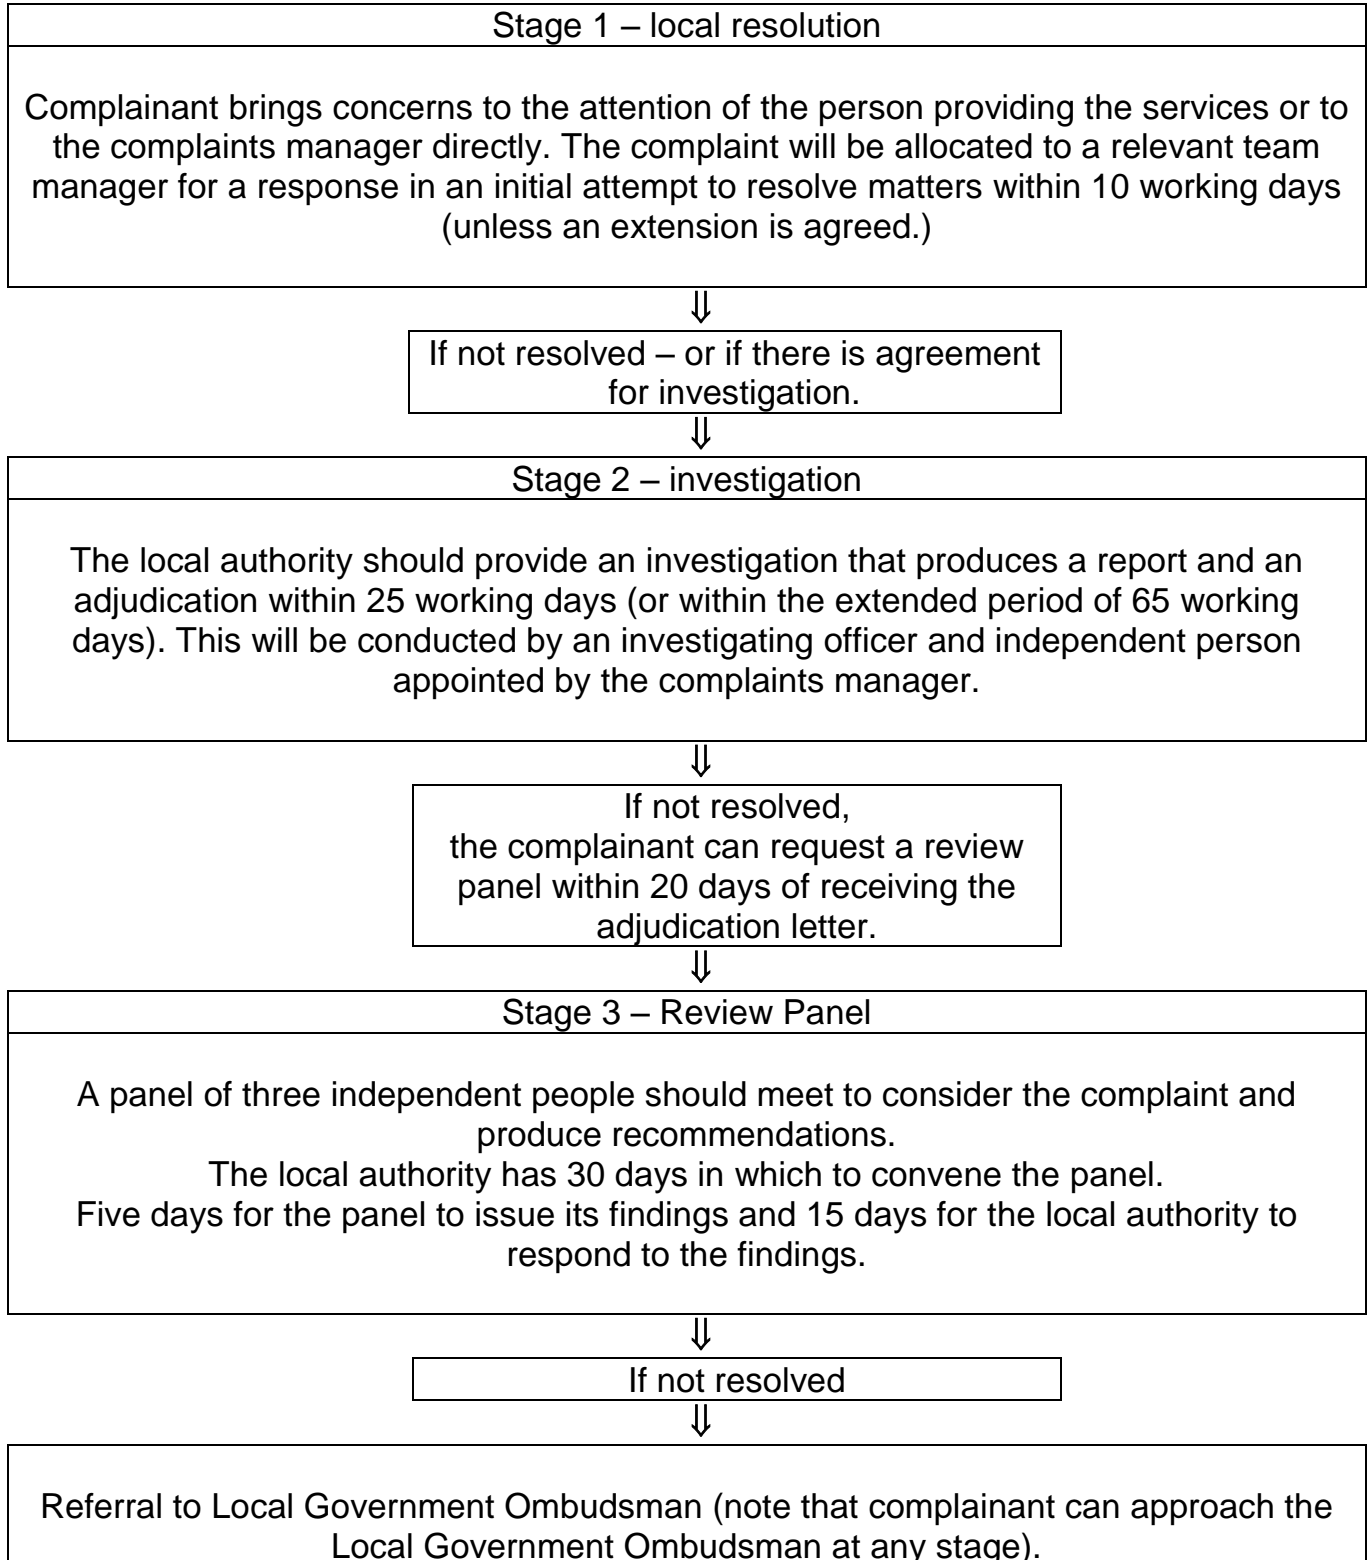 Stage 1 – local resolution
Complainant brings concerns to the attention of the person providing the services or to
the complaints manager directly. The complaint will be allocated to a relevant team
manager for a response in an initial attempt to resolve matters within 10 working days
(unless an extension is agreed.)
⇓
If not resolved – or if there is agreement
for investigation.
⇓
Stage 2 – investigation
The local authority should provide an investigation that produces a report and an
adjudication within 25 working days (or within the extended period of 65 working
days). This will be conducted by an investigating officer and independent person
appointed by the complaints manager.
⇓
If not resolved,
the complainant can request a review
panel within 20 days of receiving the
adjudication letter.
⇓
Stage 3 – Review Panel
A panel of three independent people should meet to consider the complaint and
produce recommendations.
The local authority has 30 days in which to convene the panel.
Five days for the panel to issue its findings and 15 days for the local authority to
respond to the findings.
⇓
If not resolved
⇓
Referral to Local Government Ombudsman (note that complainant can approach the
Local Government Ombudsman at any stage).